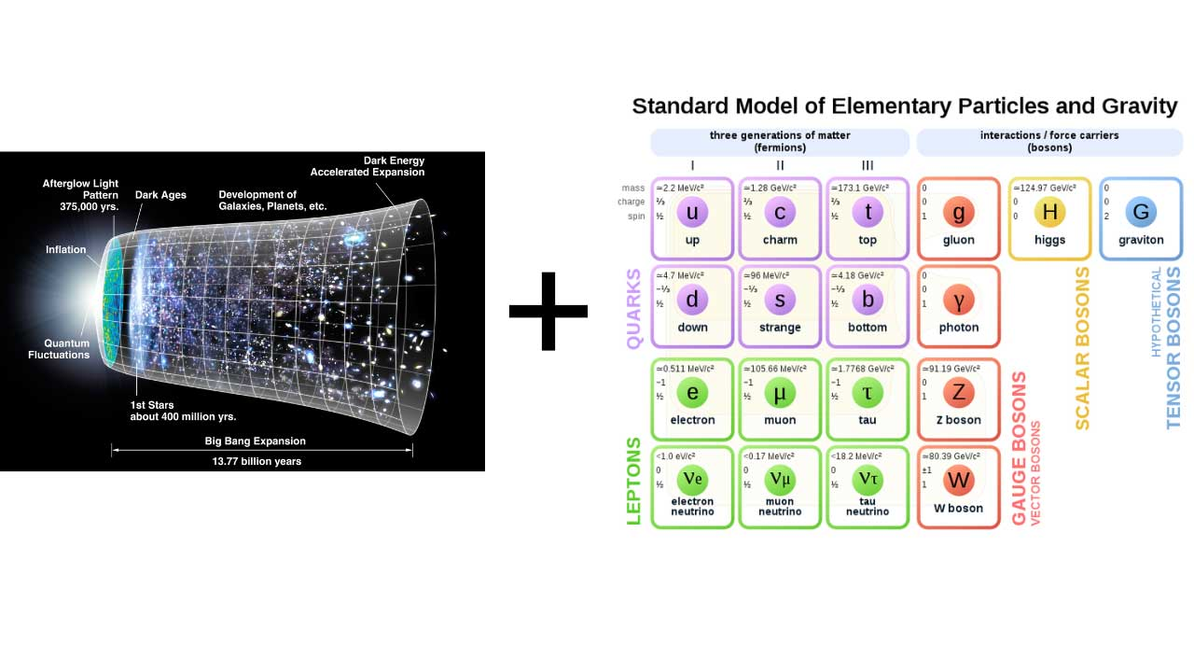 Dark Energy
Accelerated Expansion
Afterglow Light
Pattern
375,000 yrs.
Dark Ages
Development of
Galaxies, Planets, etc.
Inflation
Quantum
Fluctuations
1st Stars
about 400 million yrs.
Big Bang Expansion
13.77 billion years
+
Standard Model of Elementary Particles and Gravity
three generations of matter
(fermions)
interactions / force carriers
(bosons)
I II III
mass
charge
spin
≃2.2 MeV/c²
⅔
½
u
up
≃1.28 GeV/c²
⅔
½
c
charm
≃173.1 GeV/c²
⅔
½
t
top
0
0
1
g
gluon
≃124.97 GeV/c²
0
0
H
higgs
0
0
2
G
graviton
QUARKS
≃4.7 MeV/c²
−⅓
½
d
down
≃96 MeV/c²
−⅓
½
s
strange
≃4.18 GeV/c²
−⅓
½
b
bottom
0
0
1
γ
photon
LEPTONS
≃0.511 MeV/c²
−1
½
e
electron
≃105.66 MeV/c²
−1
½
μ
muon
≃1.7768 GeV/c²
−1
½
τ
tau
≃91.19 GeV/c²
0
1
Z
Z boson
<1.0 eV/c²
0
½
νe
electron
neutrino
<0.17 MeV/c²
0
½
νμ
muon
neutrino
<18.2 MeV/c²
0
½
ντ
tau
neutrino
≃80.39 GeV/c²
±1
1
W
W boson
GAUGE BOSONS
VECTOR BOSONS
SCALAR BOSONS
HYPOTHETICAL
TENSOR BOSONS